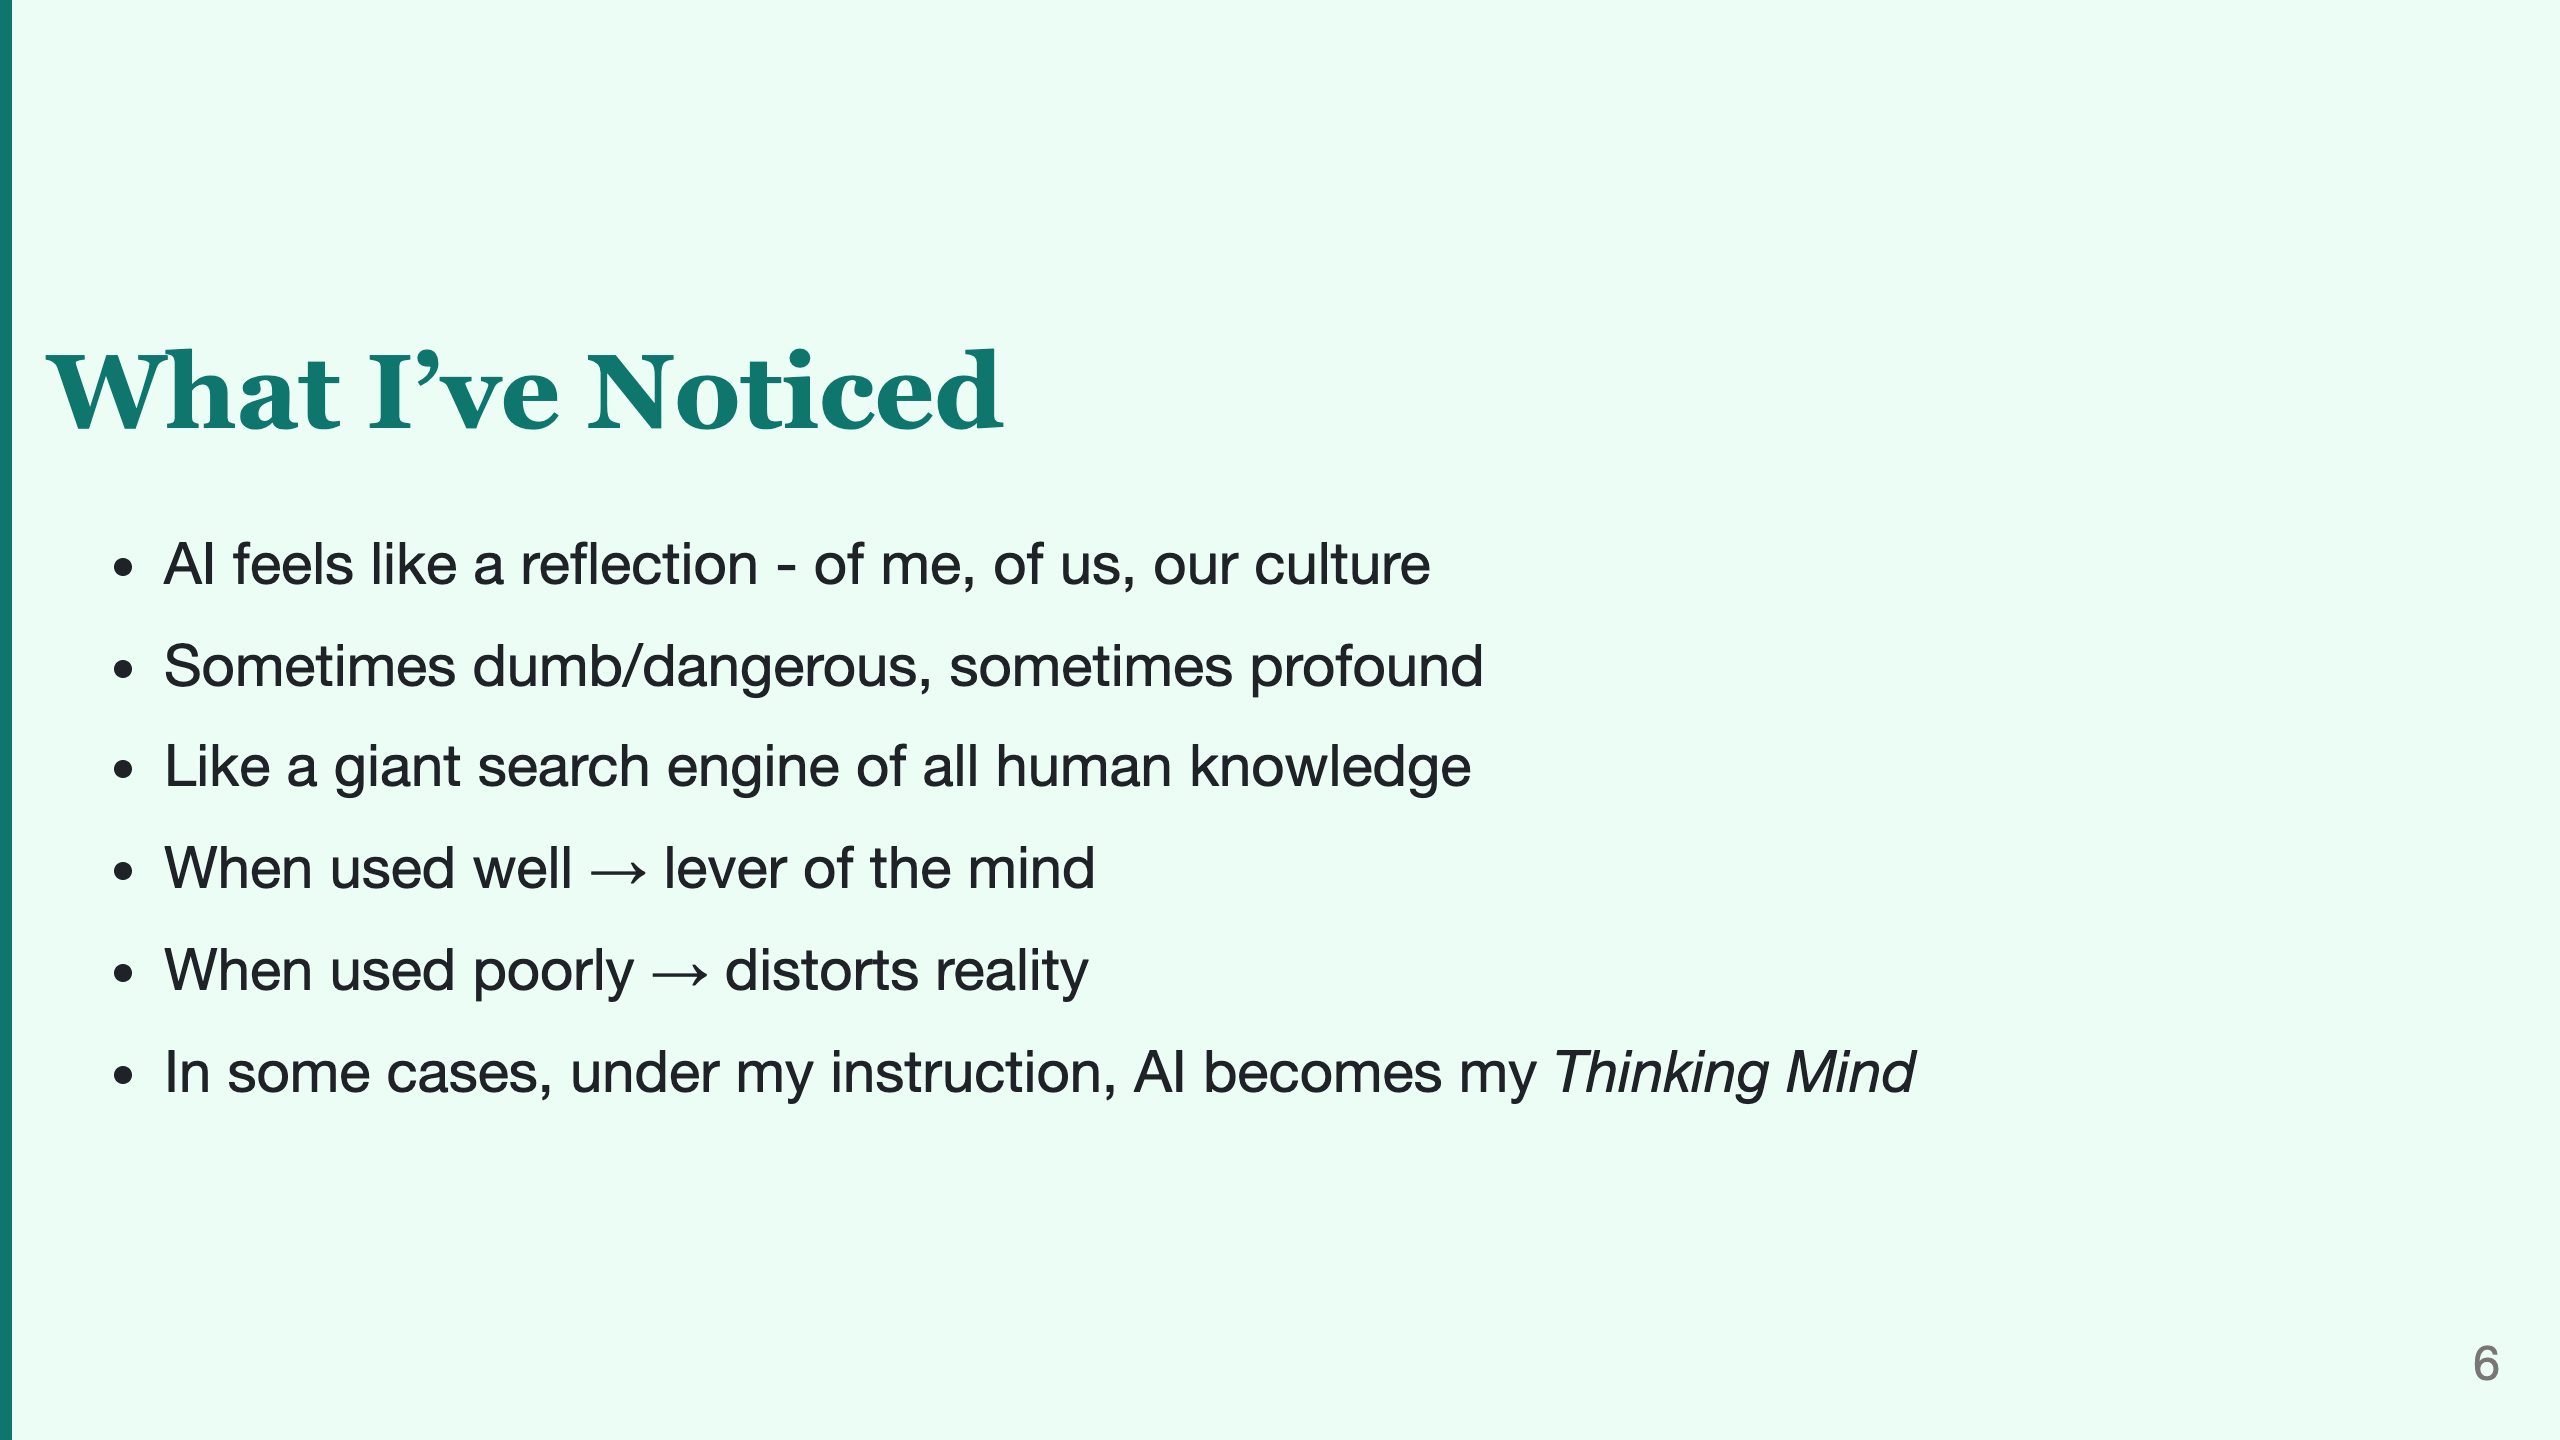 What I’ve Noticed
• AI feels like a reflection - of me, of us, our culture
• Sometimes dumb/dangerous, sometimes profound
• Like a giant search engine of all human knowledge
• When used well → lever of the mind
• When used poorly → distorts reality
• In some cases, under my instruction, AI becomes my Thinking Mind
6